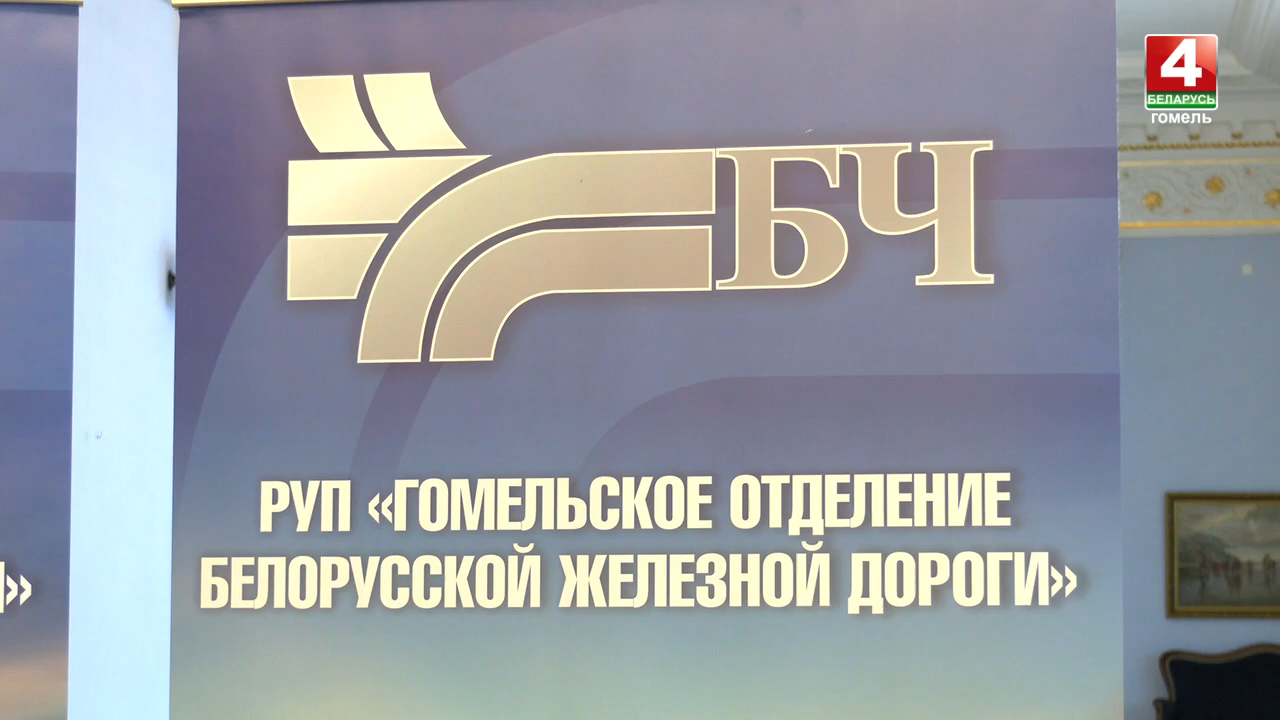 4
БЕЛАРУСЬ
гомель
БЧ
РУП «ГОМЕЛЬСКОЕ ОТДЕЛЕНИЕ
БЕЛОРУССКОЙ ЖЕЛЕЗНОЙ ДОРОГИ»